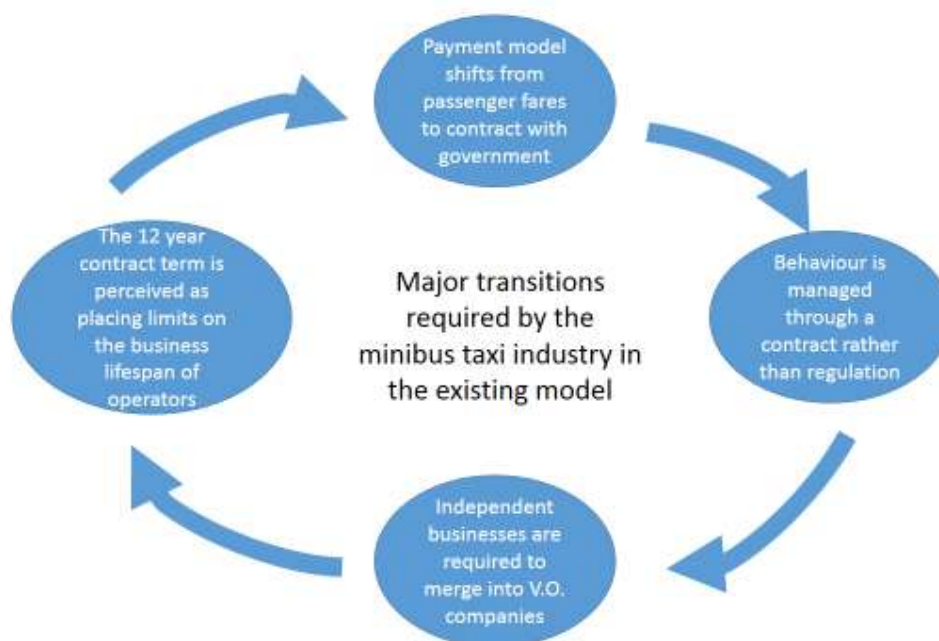 Payment model
shifts from
passenger fares
to contract with
government
Behaviour is
managed
through a
contract rather
than regulation
Independent
businesses are
required to
merge into V.O.
companies
The 12 year
contract term is
perceived as
placing limits on
the business
lifespan of
operators
Major transitions
required by the
minibus taxi industry in
the existing model